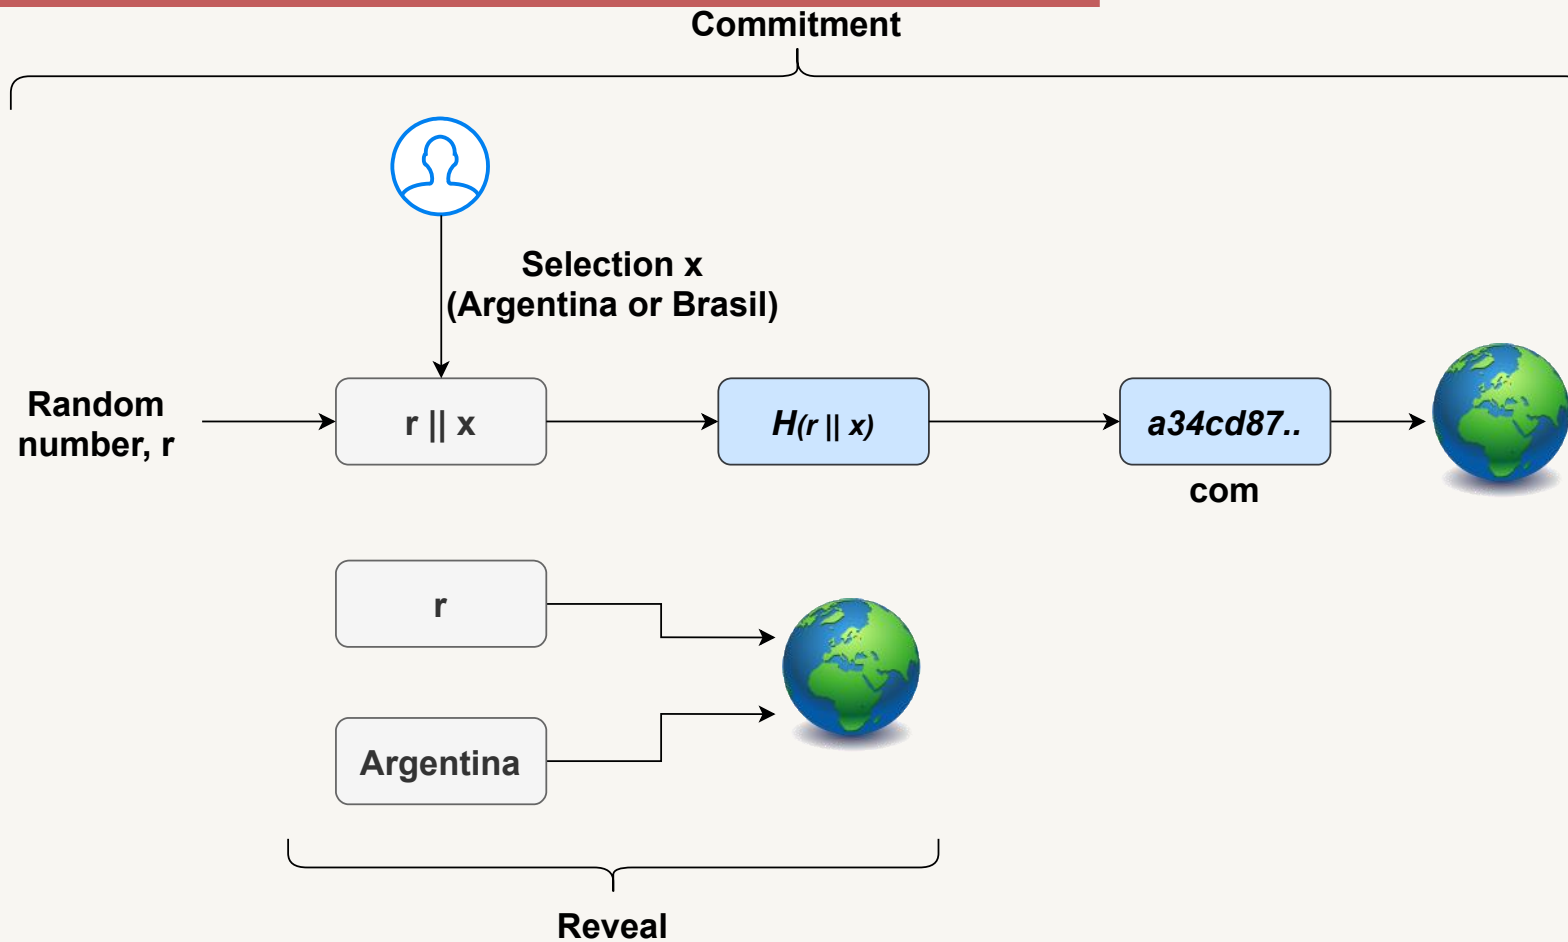 Commitment
Selection x
(Argentina or Brasil)
Random
number, r
r || x
H(r || x)
a34cd87..
com
r
Argentina
Reveal